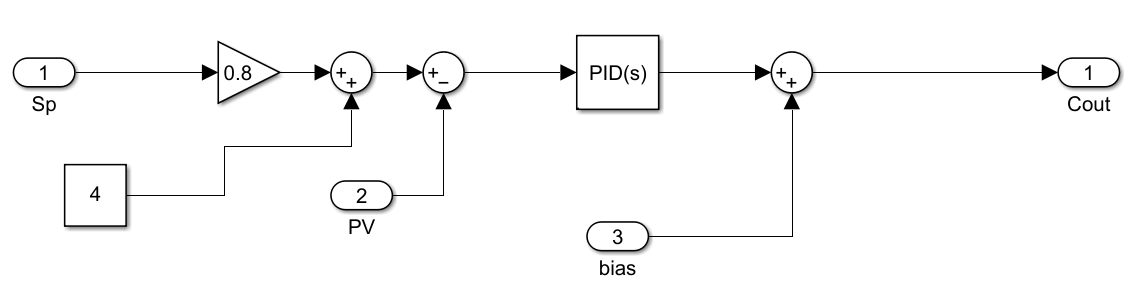 1
Sp
0.8
+
+
+
−
PID(s)
+
+
1
Cout
4
2
PV
3
bias